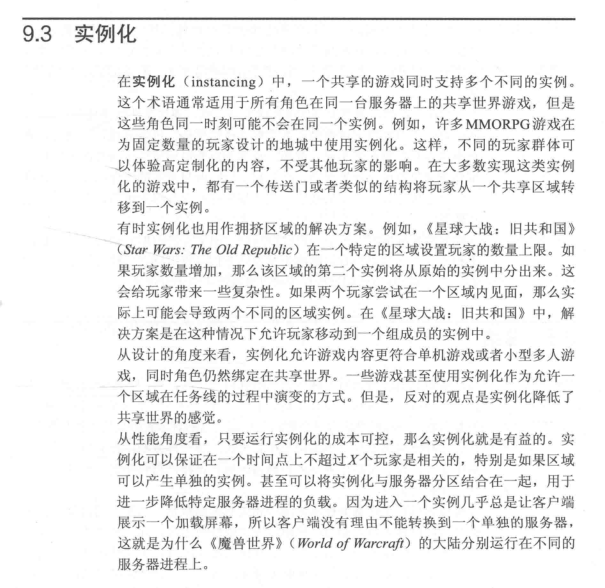 9.3 实例化
在实例化（instancing）中，一个共享的游戏同时支持多个不同的实例。
这个术语通常适用于所有角色在同一台服务器上的共享世界游戏，但是
这些角色同一时刻可能不会在同一个实例。例如，许多MMORPG游戏在
为固定数量的玩家设计的地城中使用实例化。这样，不同的玩家群体可
以体验高定制化的内容，不受其他玩家的影响。在大多数实现这类实例
化的游戏中，都有一个传送门或者类似的结构将玩家从一个共享区域转
移到一个实例。
有时实例化也用作拥挤区域的解决方案。例如，《星球大战：旧共和国》
（Star Wars: The Old Republic）在一个特定的区域设置玩家的数量上限。如
果玩家数量增加，那么该区域的第二个实例将从原始的实例中分出来。这
会给玩家带来一些复杂性。如果两个玩家尝试在一个区域内见面，那么实
际上可能会导致两个不同的区域实例。在《星球大战：旧共和国》中，解
决方案是在这种情况下允许玩家移动到一个组成员的实例中。
从设计的角度来看，实例化允许游戏内容更符合单机游戏或者小型多人游
戏，同时角色仍然绑定在共享世界。一些游戏甚至使用实例化作为允许一
个区域在任务线的过程中演变的方式。但是，反对的观点是实例化降低了
共享世界的感觉。
从性能角度看，只要运行实例化的成本可控，那么实例化就是有益的。实
例化可以保证在一个时间点上不超过X个玩家是相关的，特别是如果区域
可以产生单独的实例。甚至可以将实例化与服务器分区结合在一起，用于
进一步降低特定服务器进程的负载。因为进入一个实例几乎总是让客户端
展示一个加载屏幕，所以客户端没有理由不能转换到一个单独的服务器，
这就是为什么《魔兽世界》（World of Warcraft）的大陆分别运行在不同的
服务器进程上。